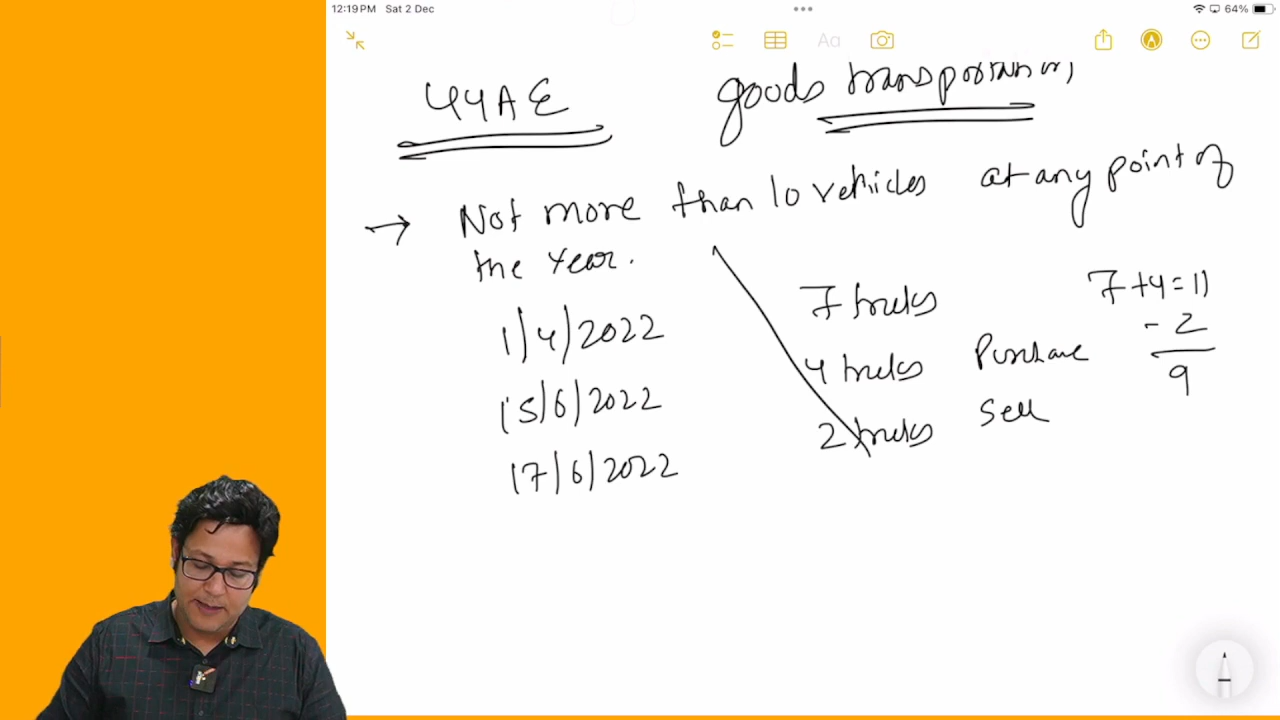 12:19 PM Sat 2 Dec
64%
Aa
44AE goods transportation
→ Not more than 10 vehicles at any point of
the Year.
1/4/2022 7 trucks 7+4=11
15/6/2022 4 trucks Purchase - 2
17/6/2022 2 trucks Sell 9